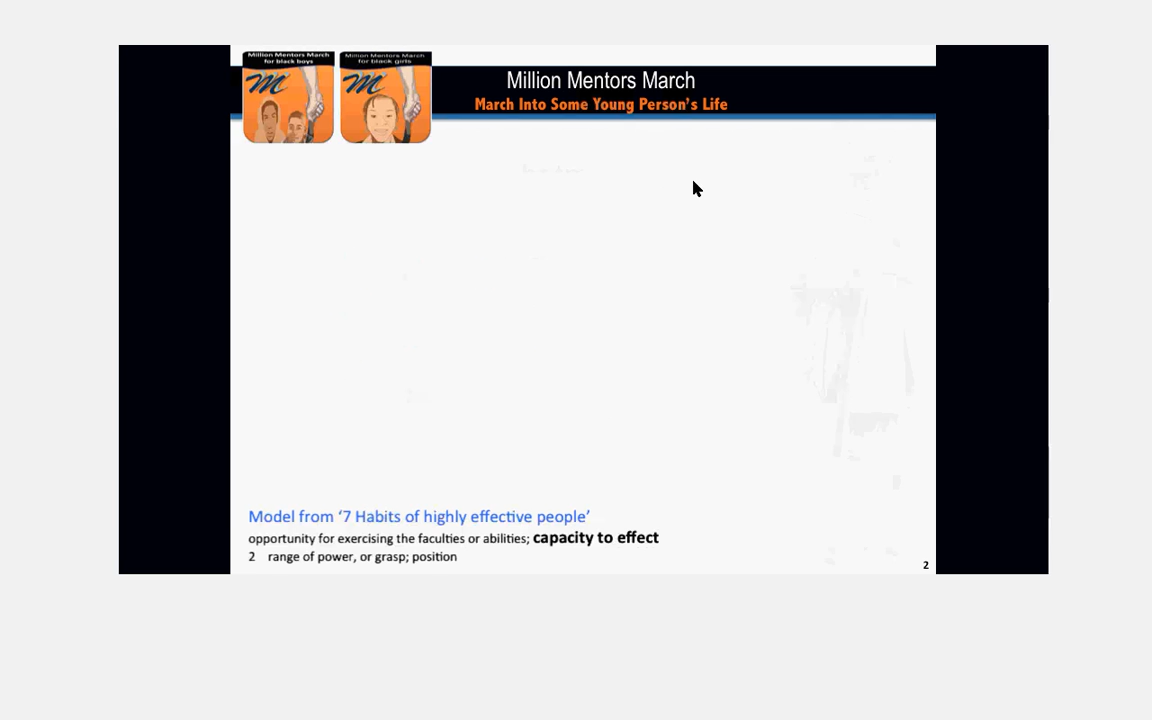 Million Mentors March
for black boys
Million Mentors March
for black girls
Million Mentors March
March Into Some Young Person's Life
Model from ‘7 Habits of highly effective people’
opportunity for exercising the faculties or abilities; capacity to effect
2 range of power, or grasp; position
2